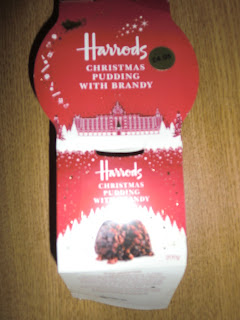 Harrods
CHRISTMAS
PUDDING
WITH BRANDY
Harrods
CHRISTMAS
PUDDING
WITH BRANDY